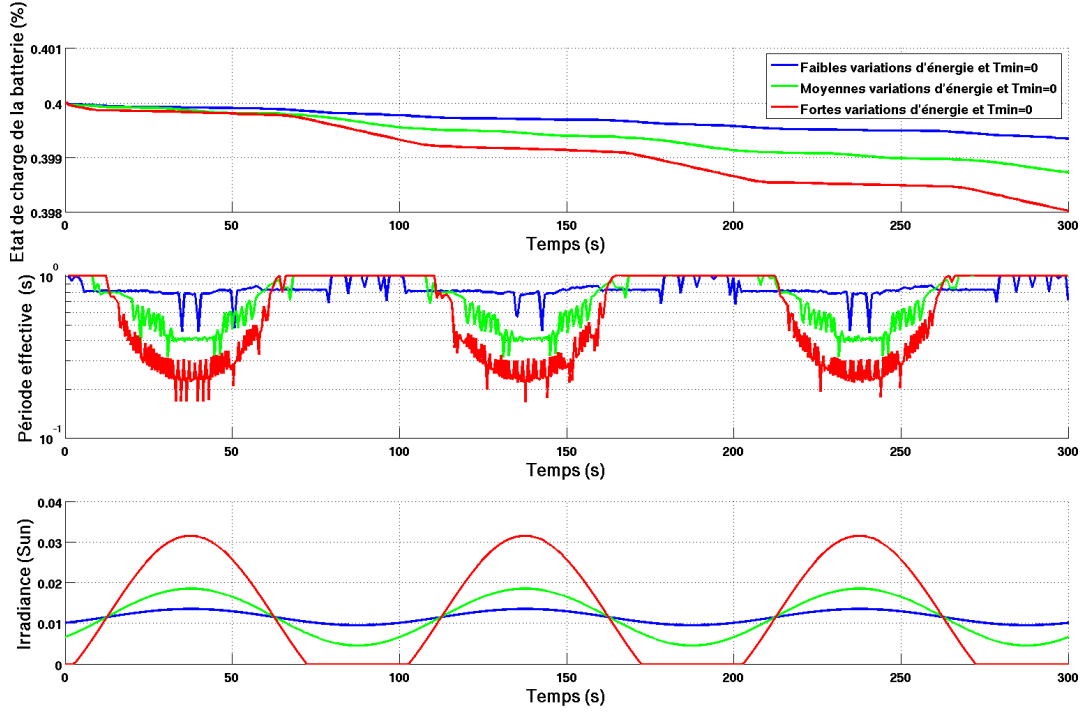 Etat de charge de la batterie (%)
0.401
0.4
0.399
0.398
Faibles variations d'énergie et Tmin=0
Moyennes variations d'énergie et Tmin=0
Fortes variations d'énergie et Tmin=0
0 50 100 150 200 250 300
Temps (s)
Période effective (s)
10^0
10^-1
0 50 100 150 200 250 300
Temps (s)
Irradiance (Sun)
0.04
0.03
0.02
0.01
0
0 50 100 150 200 250 300
Temps (s)